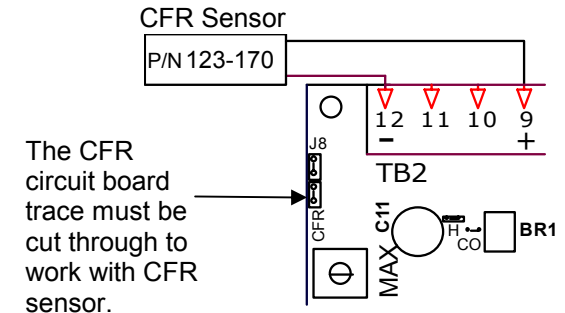 CFR Sensor
P/N 123-170
12 11 10 9
- +
J8
TB2
The CFR
circuit board
trace must be
cut through to
work with CFR
sensor.
CFR
MAX
C11
H
CO
BR1